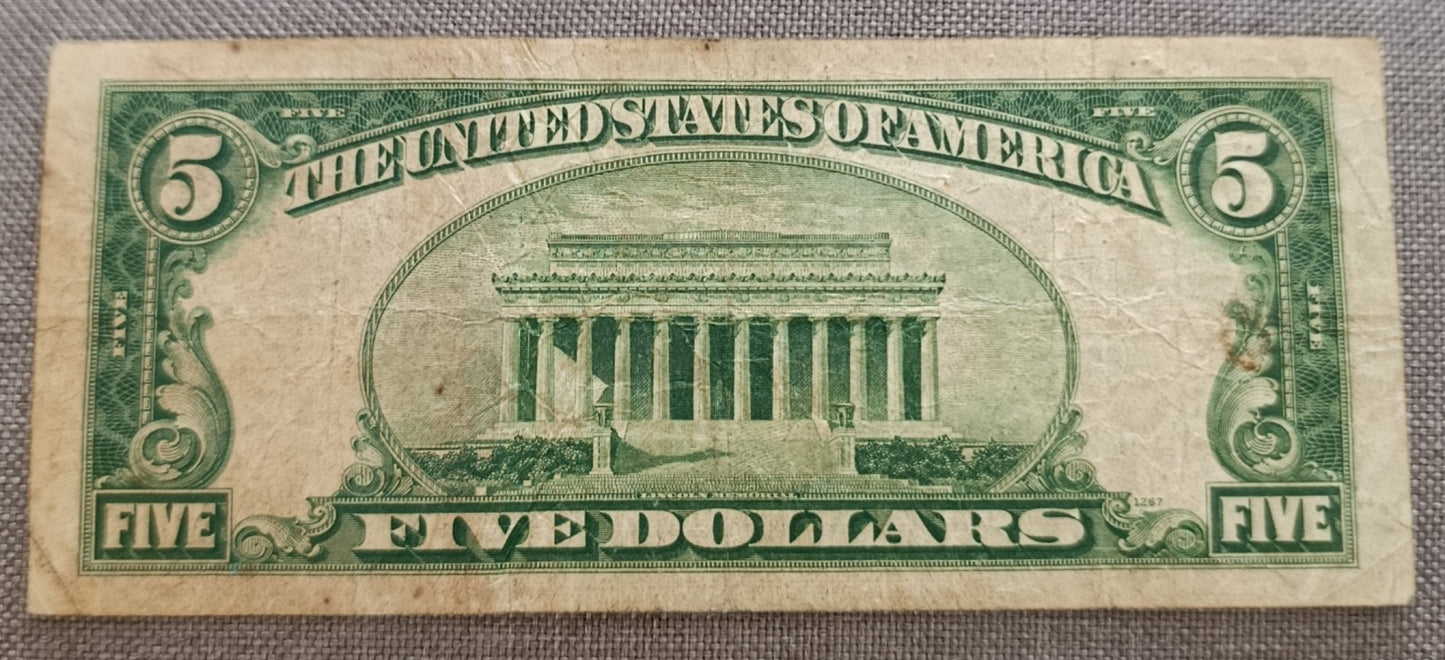 FIVE FIVE
5 THE UNITED STATES OF AMERICA 5
FIVE FIVE
LINCOLN MEMORIAL
1267
FIVE FIVE DOLLARS FIVE